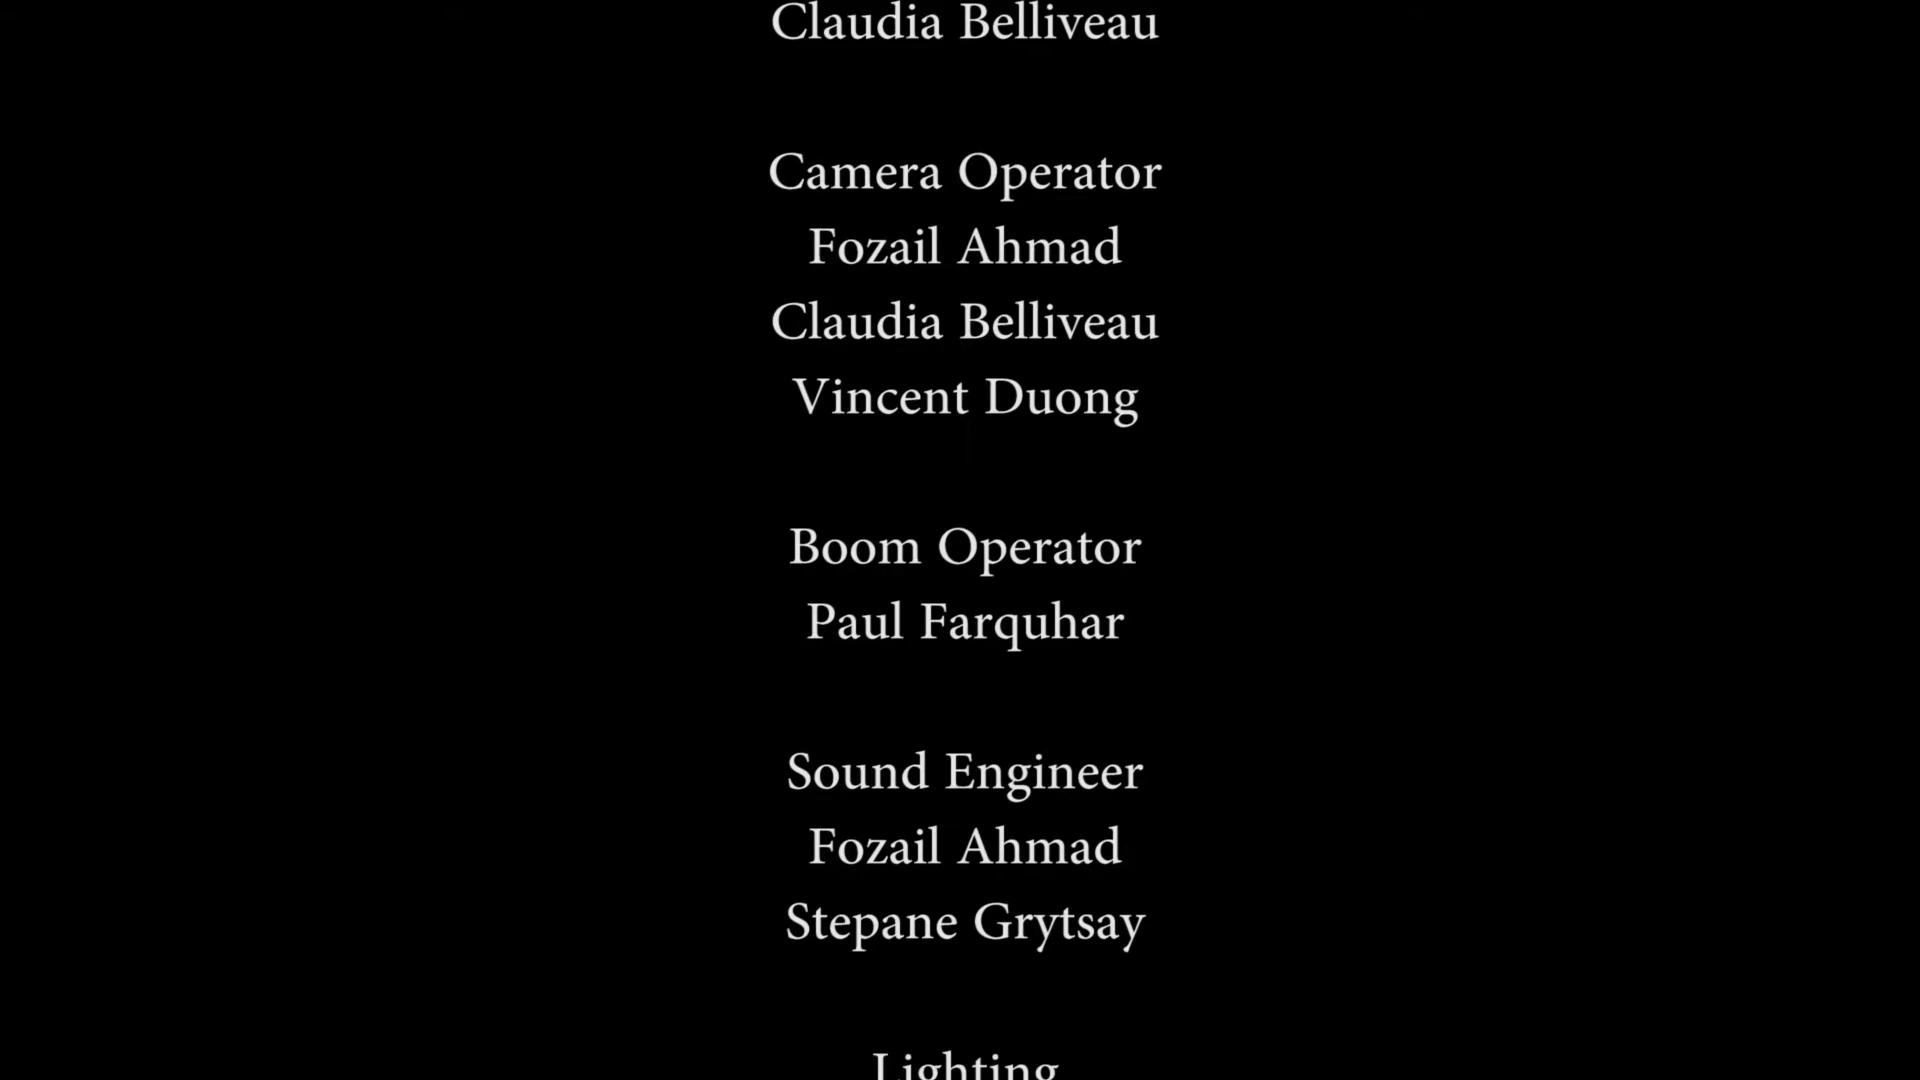 Claudia Belliveau
Camera Operator
Fozail Ahmad
Claudia Belliveau
Vincent Duong
Boom Operator
Paul Farquhar
Sound Engineer
Fozail Ahmad
Stepane Grytsay
Lighting